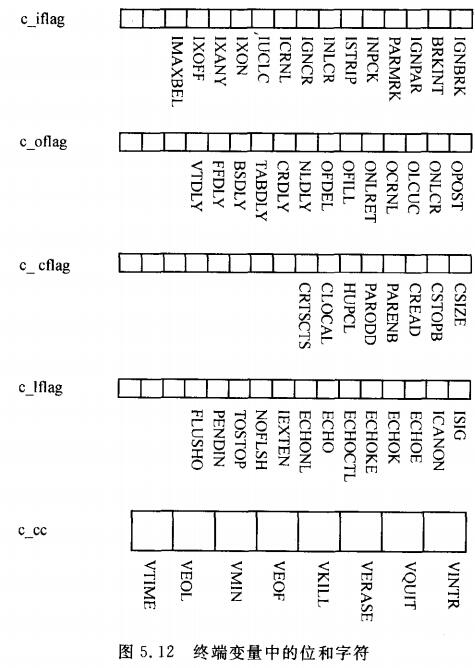 c_iflag
IMAXBEL
IXOFF
IXANY
IXON
IUCLC
ICRNL
IGNCR
INLCR
ISTRIP
INPCK
PARMRK
IGNPAR
BRKINT
IGNBRK
c_oflag
VTDLY
FFDLY
BSDLY
TABDLY
CRDLY
NLDLY
OFDEL
OFILL
ONLRET
OCRNL
OLCUC
ONLCR
OPOST
c_ cflag
CRTSCTS
CLOCAL
HUPCL
PARODD
PARENB
CREAD
CSTOPB
CSIZE
c_lflag
FLUSHO
PENDIN
TOSTOP
NOFLSH
IEXTEN
ECHONL
ECHO
ECHOCTL
ECHOKE
ECHOK
ECHOE
ICANON
ISIG
c_cc
VTIME
VEOL
VMIN
VEOF
VKILL
VERASE
VQUIT
VINTR
图 5.12 终端变量中的位和字符